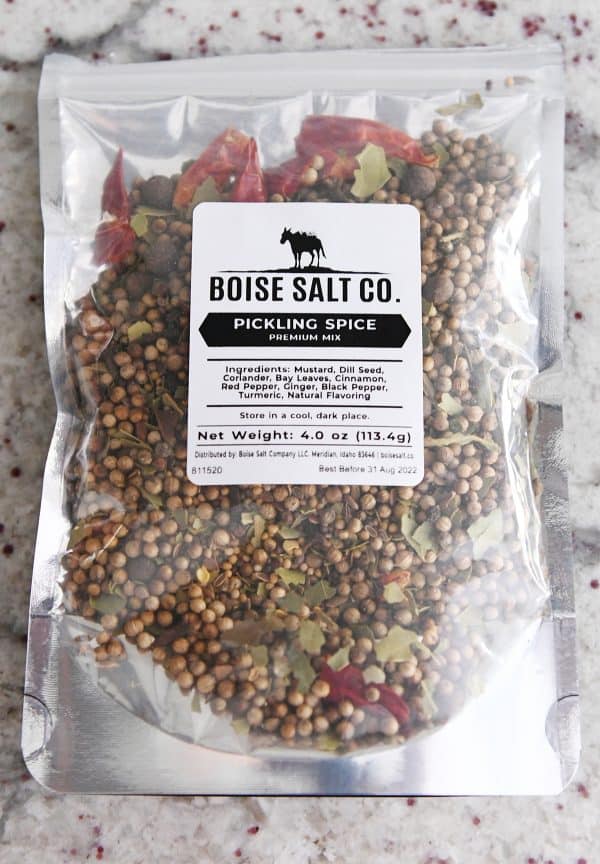 BOISE SALT CO.
PICKLING SPICE
PREMIUM MIX
Ingredients: Mustard, Dill Seed,
Coriander, Bay Leaves, Cinnamon,
Red Pepper, Ginger, Black Pepper,
Turmeric, Natural Flavoring
Store in a cool, dark place.
Net Weight: 4.0 oz (113.4g)
Distributed by: Boise Salt Company LLC. Meridian, Idaho 83646 | boisesalt.co
811520 Best Before 31 Aug 2022